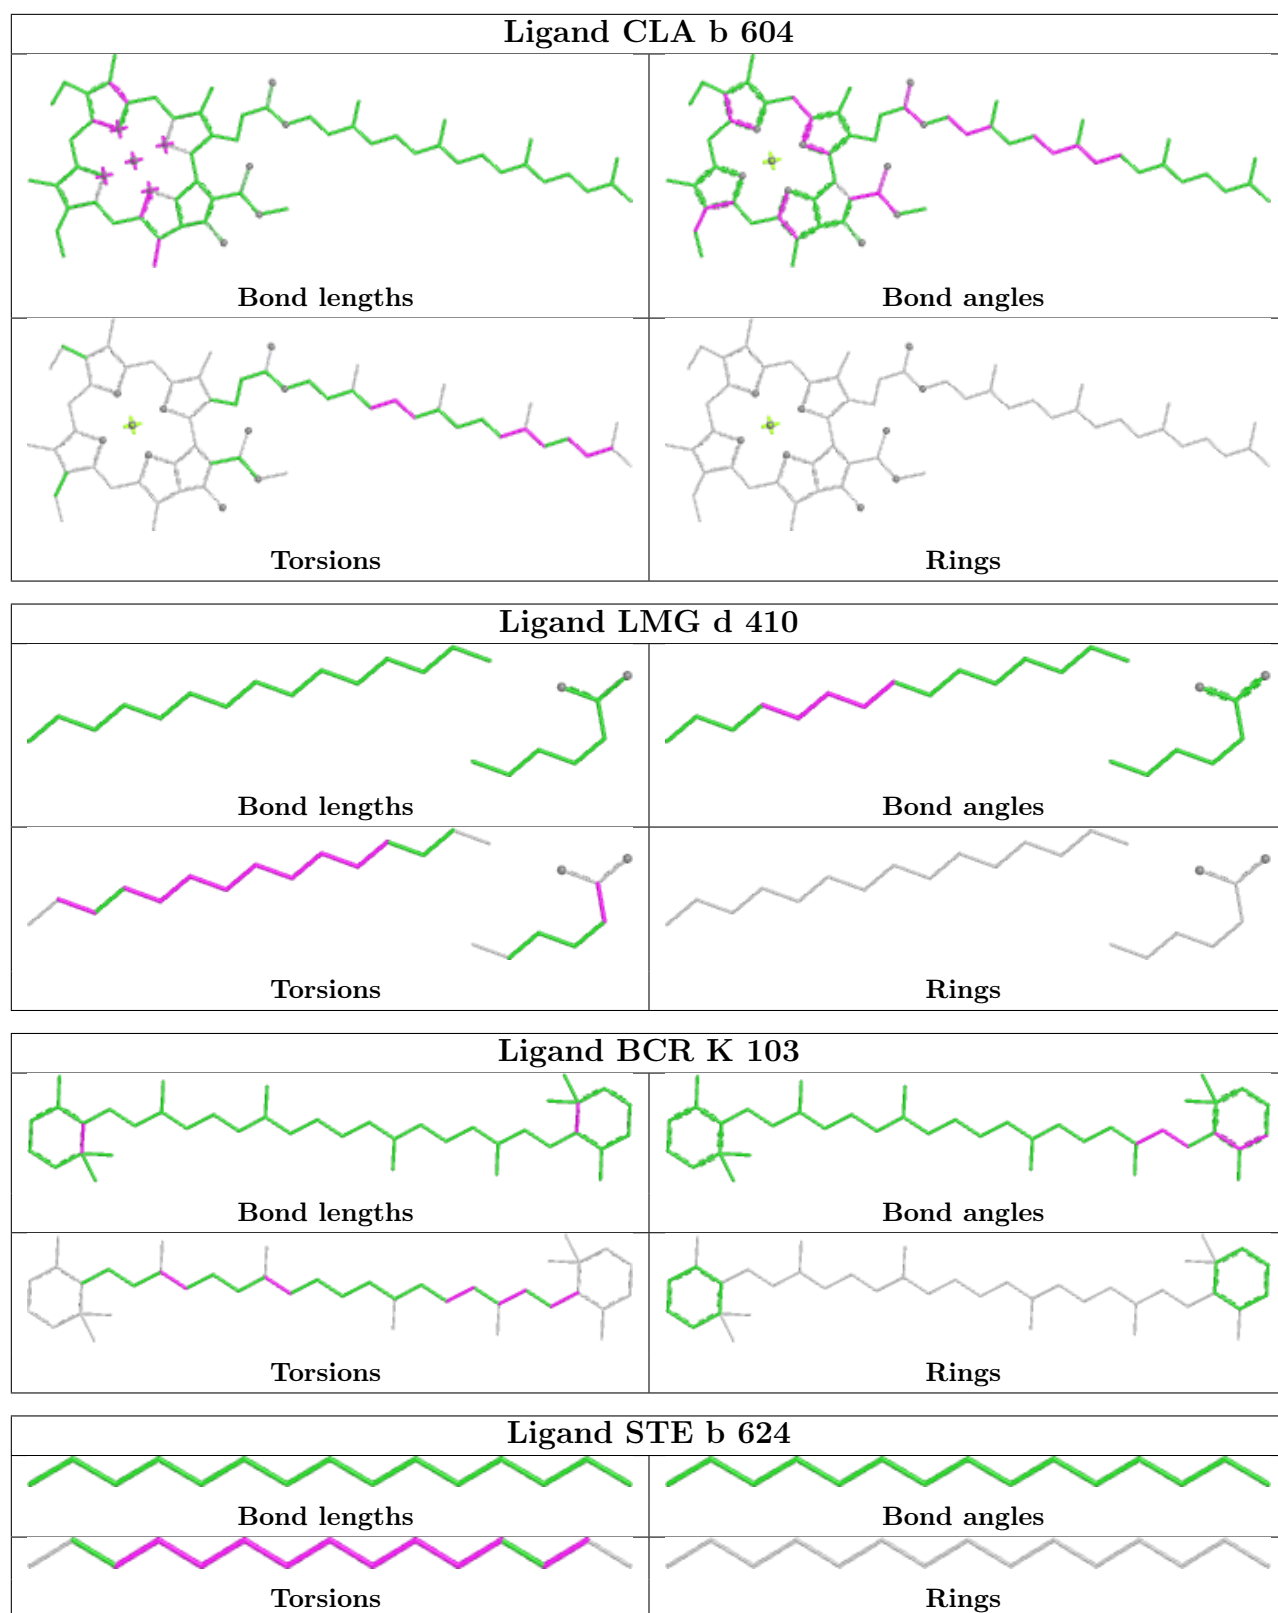 Ligand CLA b 604
Bond lengths
Bond angles
Torsions
Rings
Ligand LMG d 410
Bond lengths
Bond angles
Torsions
Rings
Ligand BCR K 103
Bond lengths
Bond angles
Torsions
Rings
Ligand STE b 624
Bond lengths
Bond angles
Torsions
Rings